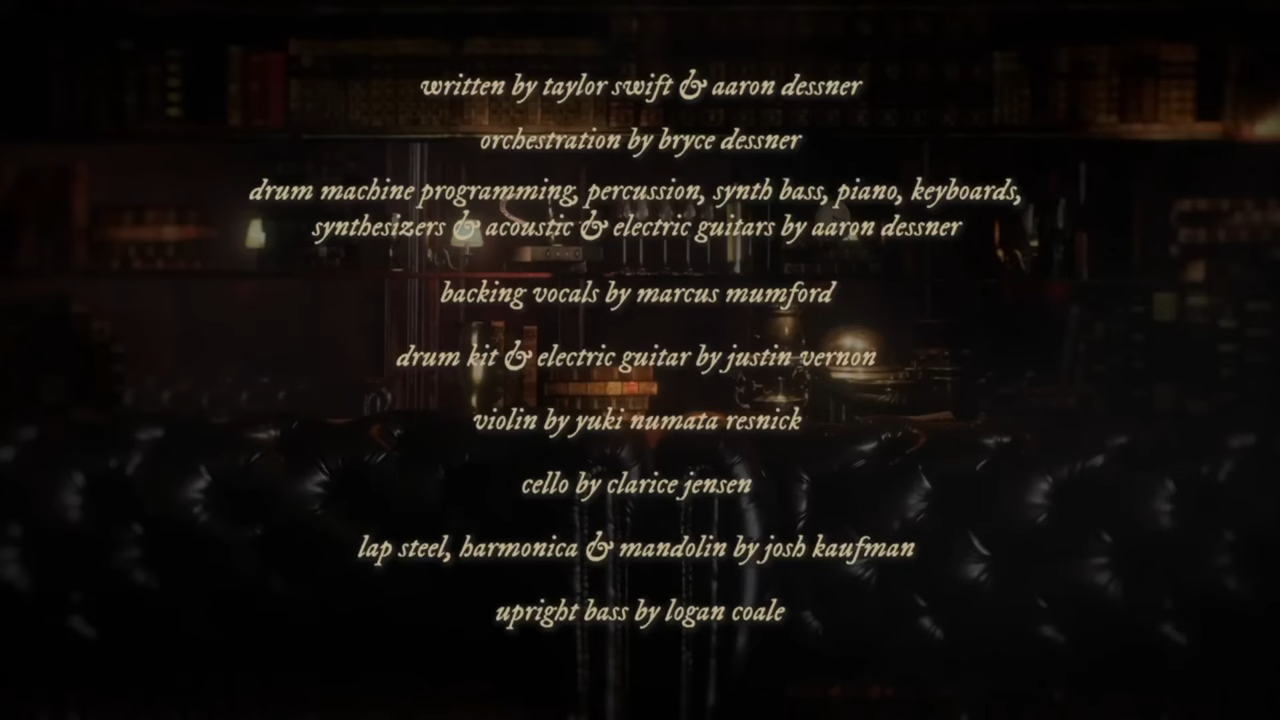 written by taylor swift & aaron dessner
orchestration by bryce dessner
drum machine programming, percussion, synth bass, piano, keyboards,
synthesizers & acoustic & electric guitars by aaron dessner
backing vocals by marcus mumford
drum kit & electric guitar by justin vernon
violin by yuki numata resnick
cello by clarice jensen
lap steel, harmonica & mandolin by josh kaufman
upright bass by logan coale